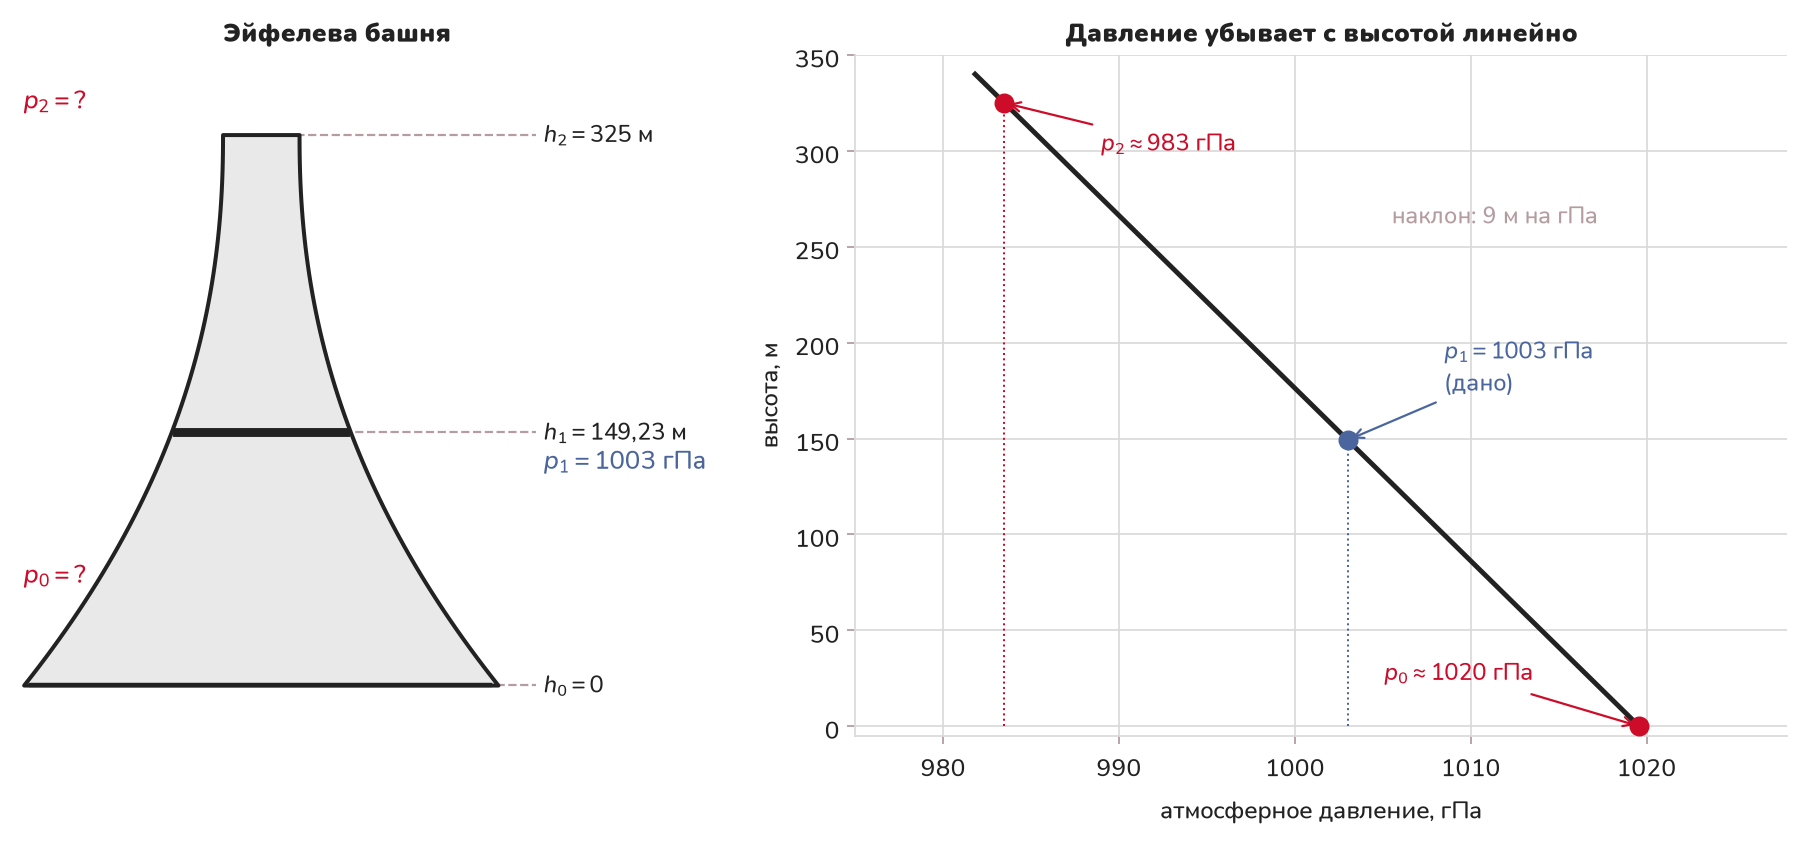 Эйфелева башня
p₂ = ?
h₂ = 325 м
h₁ = 149,23 м
p₁ = 1003 гПа
p₀ = ?
h₀ = 0
Давление убывает с высотой линейно
350
300
250
200
150
100
50
0
высота, м
p₂ ≈ 983 гПа
наклон: 9 м на гПа
p₁ = 1003 гПа
(дано)
p₀ ≈ 1020 гПа
980 990 1000 1010 1020
атмосферное давление, гПа